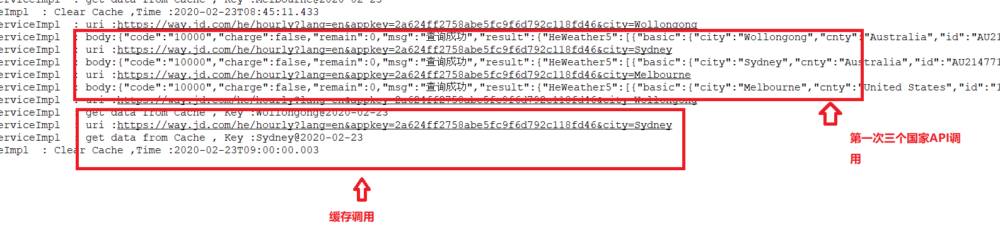 eImpl : get data from Cache , Key :Melbourne@2020-02-23
eImpl : Clear Cache ,Time :2020-02-23T08:45:11.433
erviceImpl : uri :https://way.jd.com/he/hourly?lang=en&appkey=2a624ff2758abe5fc9f6d792c118fd46&city=Wollongong
erviceImpl : body:{"code":"10000","charge":false,"remain":0,"msg":"查询成功","result":{"HeWeather5":[{"basic":{"city":"Wollongong","cnty":"Australia","id":"AU21
erviceImpl : uri :https://way.jd.com/he/hourly?lang=en&appkey=2a624ff2758abe5fc9f6d792c118fd46&city=Sydney
erviceImpl : body:{"code":"10000","charge":false,"remain":0,"msg":"查询成功","result":{"HeWeather5":[{"basic":{"city":"Sydney","cnty":"Australia","id":"AU214771
erviceImpl : uri :https://way.jd.com/he/hourly?lang=en&appkey=2a624ff2758abe5fc9f6d792c118fd46&city=Melbourne
erviceImpl : body:{"code":"10000","charge":false,"remain":0,"msg":"查询成功","result":{"HeWeather5":[{"basic":{"city":"Melbourne","cnty":"United States","id":"1
erviceImpl : uri :https://way.jd.com/he/hourly?lang=en&appkey=2a624ff2758abe5fc9f6d792c118fd46&city=Wollongong
erviceImpl : get data from Cache , Key :Wollongong@2020-02-23
erviceImpl : uri :https://way.jd.com/he/hourly?lang=en&appkey=2a624ff2758abe5fc9f6d792c118fd46&city=Sydney
erviceImpl : get data from Cache , Key :Sydney@2020-02-23
eImpl : Clear Cache ,Time :2020-02-23T09:00:00.003
第一次三个国家API调
用
缓存调用